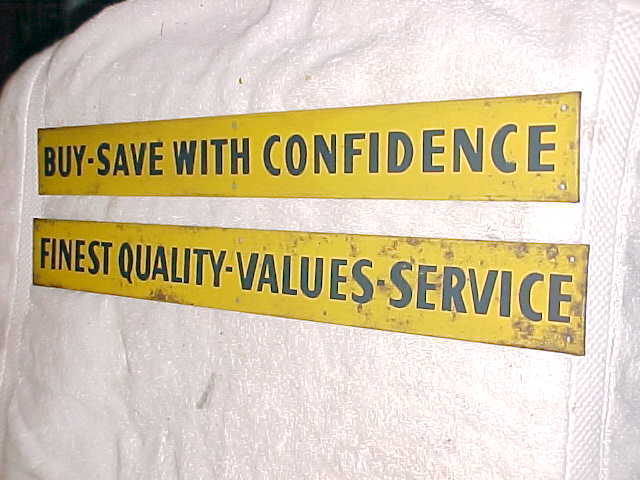 BUY-SAVE WITH CONFIDENCE
FINEST QUALITY-VALUES-SERVICE